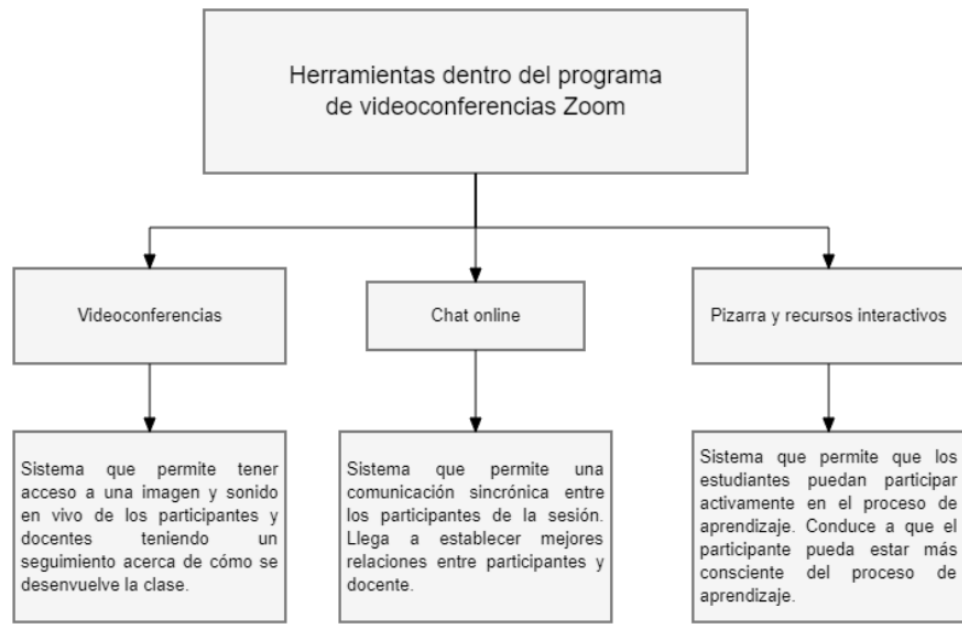 Herramientas dentro del programa
de videoconferencias Zoom
Videoconferencias
Chat online
Pizarra y recursos interactivos
Sistema que permite tener
acceso a una imagen y sonido
en vivo de los participantes y
docentes teniendo un
seguimiento acerca de cómo se
desenvuelve la clase.
Sistema que permite una
comunicación sincrónica entre
los participantes de la sesión.
Llega a establecer mejores
relaciones entre participantes y
docente.
Sistema que permite que los
estudiantes puedan participar
activamente en el proceso de
aprendizaje. Conduce a que el
participante pueda estar más
consciente del proceso de
aprendizaje.